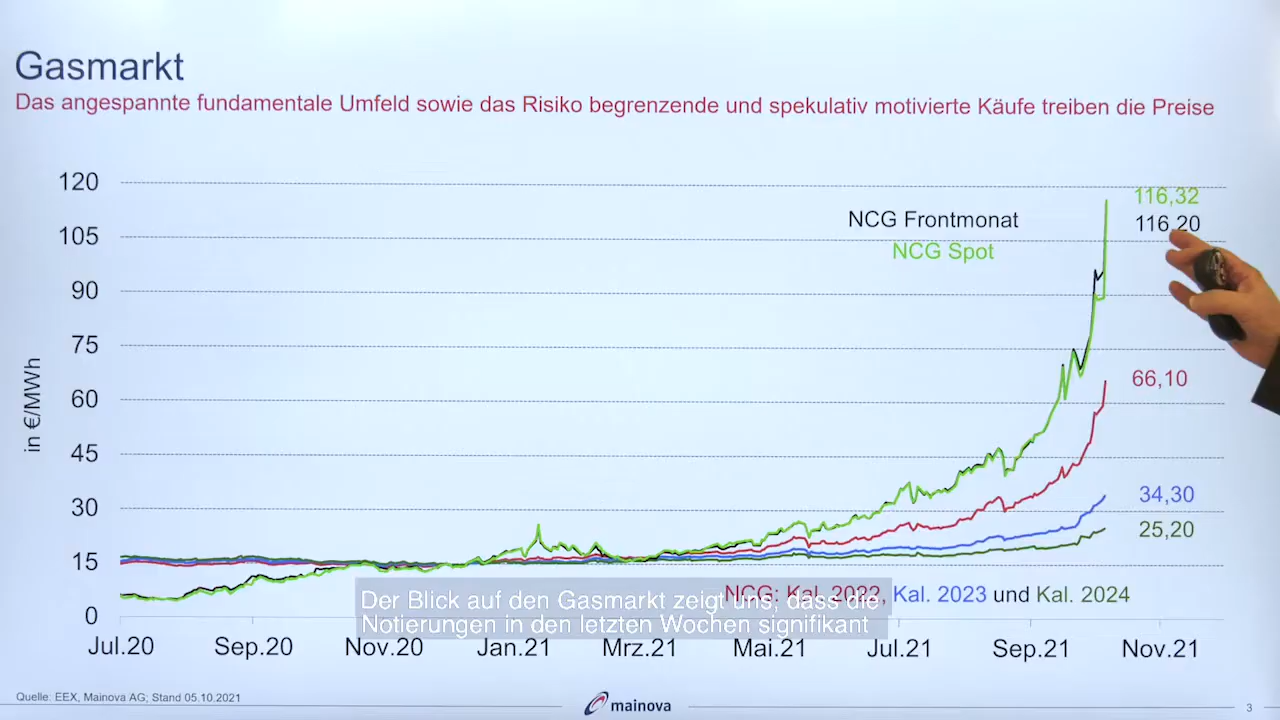 Gasmarkt
Das angespannte fundamentale Umfeld sowie das Risiko begrenzende und spekulativ motivierte Käufe treiben die Preise
120
105
90
75
60
45
30
15
0
in €/MWh
NCG Frontmonat
NCG Spot
116,32
116,20
66,10
34,30
25,20
NCG: Kal. 2022, Kal. 2023 und Kal. 2024
Der Blick auf den Gasmarkt zeigt uns, dass die
Notierungen in den letzten Wochen signifikant
Jul.20 Sep.20 Nov.20 Jan.21 Mrz.21 Mai.21 Jul.21 Sep.21 Nov.21
Quelle: EEX, Mainova AG; Stand 05.10.2021
mainova
3